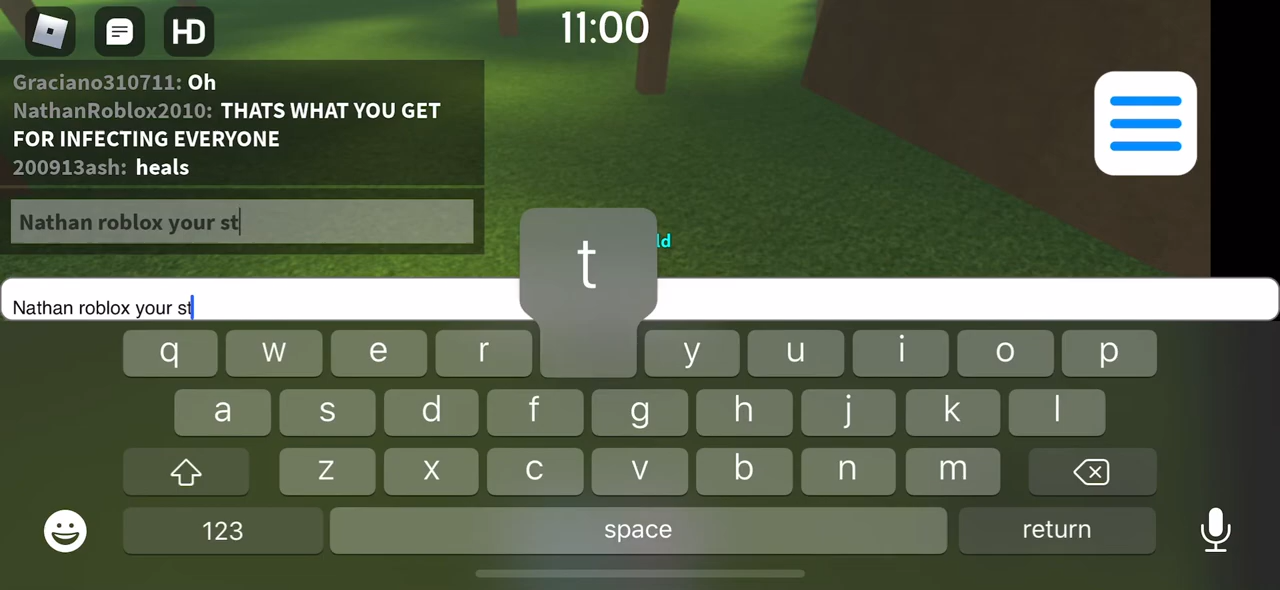 HD
11:00
Graciano310711: Oh
NathanRoblox2010: THATS WHAT YOU GET
FOR INFECTING EVERYONE
200913ash: heals
Nathan roblox your st
ld
Nathan roblox your st
t
q w e r y u i o p
a s d f g h j k l
z x c v b n m
123 space return